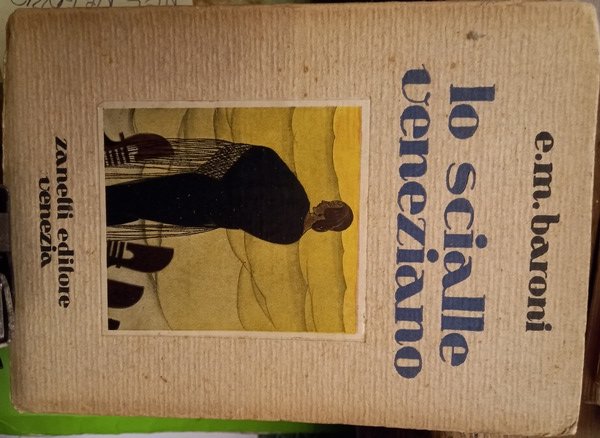 e.m. baroni
lo scialle
veneziano
zanetti editore
venezia